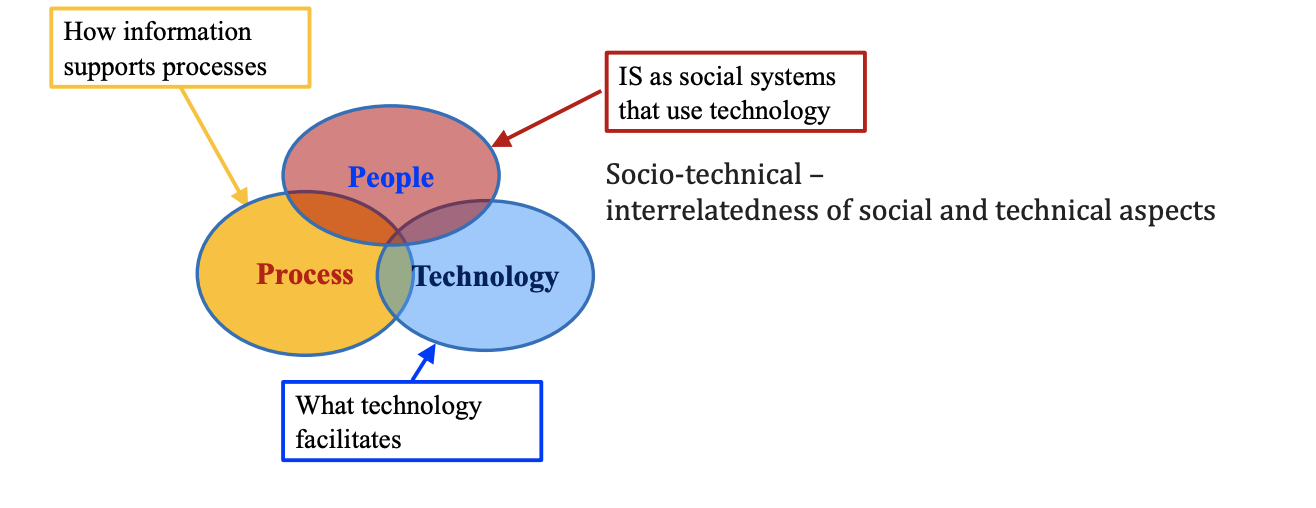 How information
supports processes
IS as social systems
that use technology
People
Socio-technical –
interrelatedness of social and technical aspects
Process
Technology
What technology
facilitates